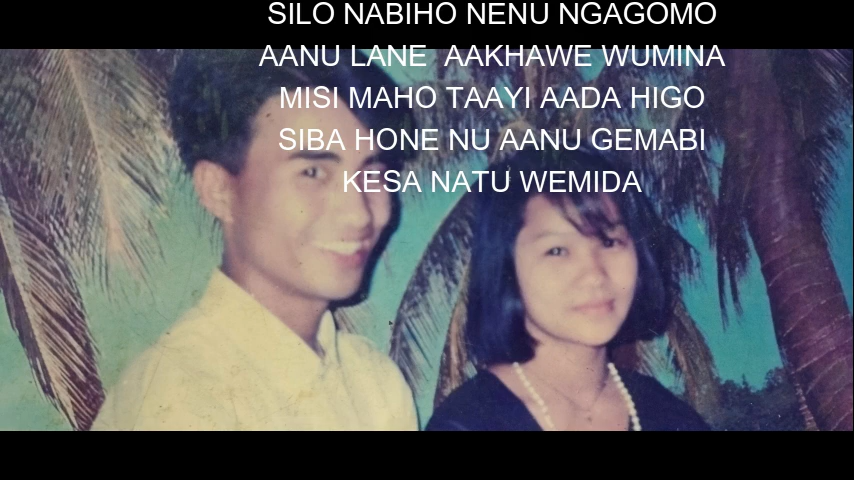 SILO NABIHO NENU NGAGOMO
AANU LANE  AAKHAWE WUMINA
MISI MAHO TAAYI AADA HIGO
SIBA HONE NU AANU GEMABI
KESA NATU WEMIDA